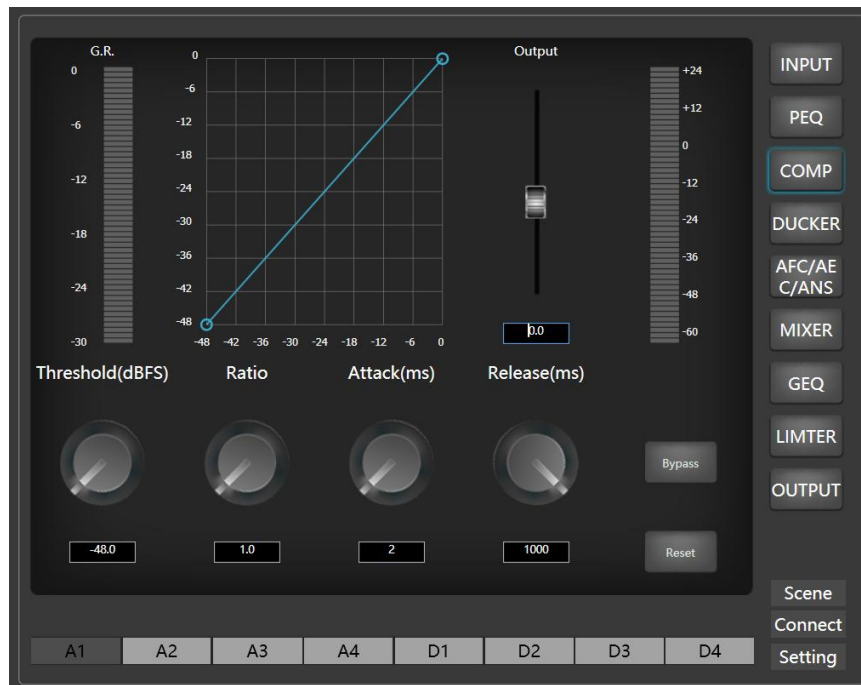 G.R.
0
-6
-12
-18
-24
-30
0
-6
-12
-18
-24
-30
-36
-42
-48
-48 -42 -36 -30 -24 -18 -12 -6 0
Output
0.0
+24
+12
0
-12
-24
-36
-48
-60
Threshold(dBFS) Ratio Attack(ms) Release(ms)
-48.0 1.0 2 1000
Bypass
Reset
INPUT
PEQ
COMP
DUCKER
AFC/AE
C/ANS
MIXER
GEQ
LIMTER
OUTPUT
Scene
Connect
Setting
A1 A2 A3 A4 D1 D2 D3 D4